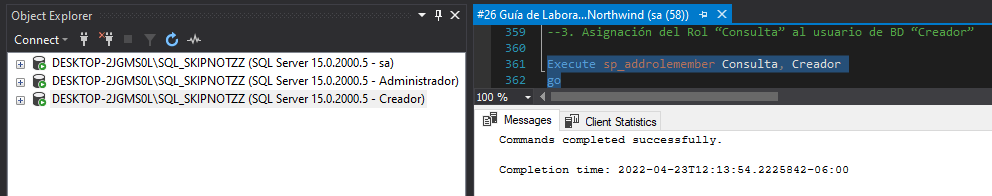 Object Explorer
Connect
DESKTOP-2JGMS0L\SQL_SKIPNOTZZ (SQL Server 15.0.2000.5 - sa)
DESKTOP-2JGMS0L\SQL_SKIPNOTZZ (SQL Server 15.0.2000.5 - Administrador)
DESKTOP-2JGMS0L\SQL_SKIPNOTZZ (SQL Server 15.0.2000.5 - Creador)
#26 Guía de Labora...Northwind (sa (58))
359 --3. Asignación del Rol “Consulta” al usuario de BD “Creador”
360
361 Execute sp_addrolemember Consulta, Creador
362 go
100 %
Messages Client Statistics
Commands completed successfully.
Completion time: 2022-04-23T12:13:54.2225842-06:00